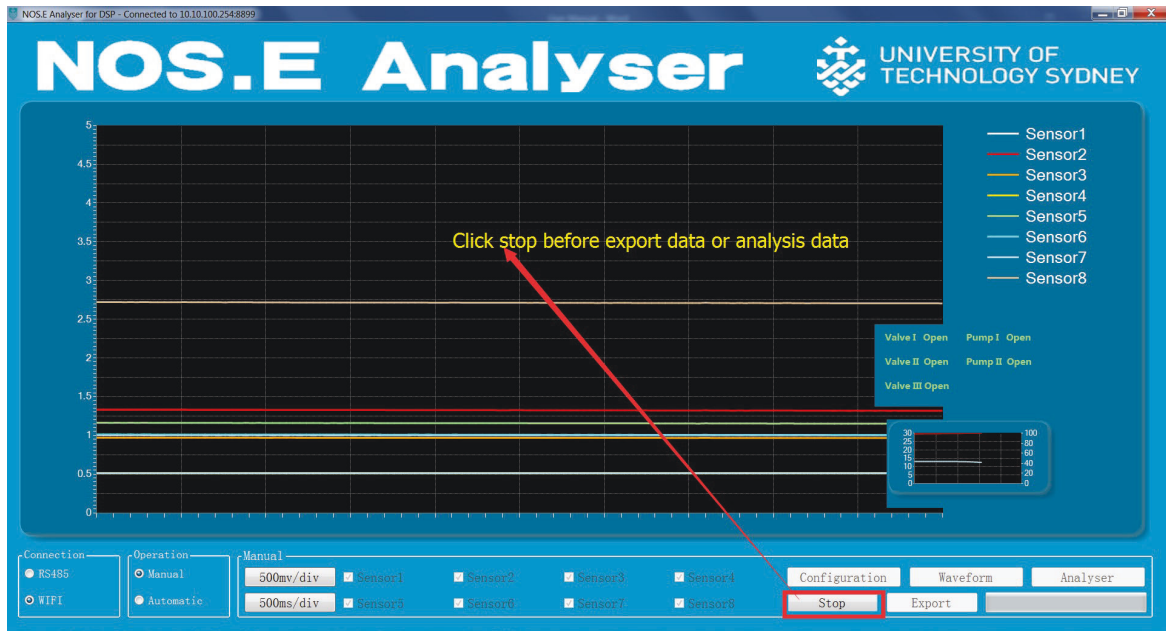 NOS.E Analyser for DSP - Connected to 10.10.100.254:8899
NOS.E Analyser
UNIVERSITY OF
TECHNOLOGY SYDNEY
5
4.5
4
3.5
3
2.5
2
1.5
1
0.5
0
Click stop before export data or analysis data
Sensor1
Sensor2
Sensor3
Sensor4
Sensor5
Sensor6
Sensor7
Sensor8
Valve I Open Pump I Open
Valve II Open Pump II Open
Valve III Open
30 100
25 80
20 60
15 40
10 20
5 0
0
Connection Operation Manual
RS485 Manual 500mv/div Sensor1 Sensor2 Sensor3 Sensor4 Configuration Waveform Analyser
WIFI Automatic 500ms/div Sensor5 Sensor6 Sensor7 Sensor8 Stop Export